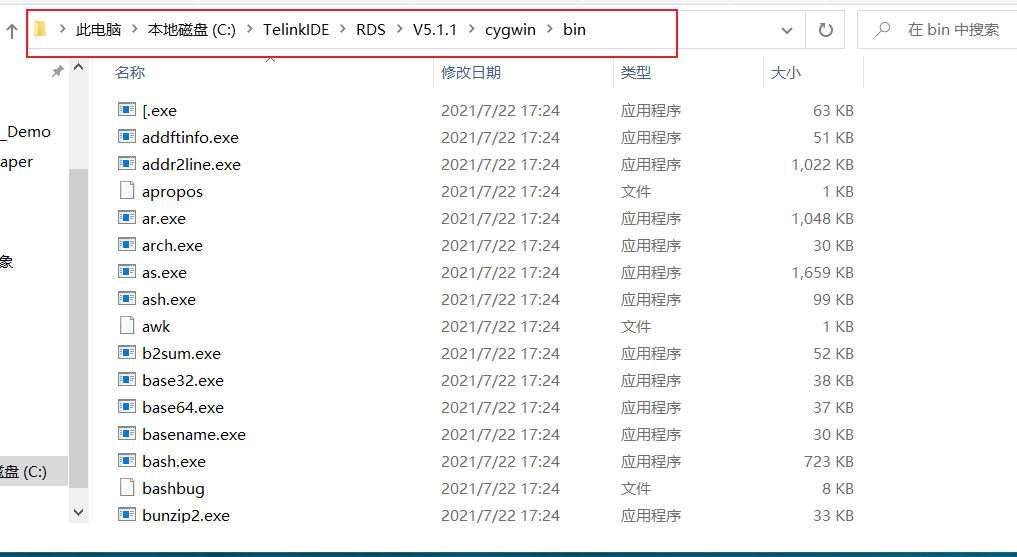 此电脑 > 本地磁盘 (C:) > TelinkIDE > RDS > V5.1.1 > cygwin > bin
在 bin 中搜索
名称 修改日期 类型 大小
[.exe 2021/7/22 17:24 应用程序 63 KB
_Demo
addftinfo.exe 2021/7/22 17:24 应用程序 51 KB
aper
addr2line.exe 2021/7/22 17:24 应用程序 1,022 KB
apropos 2021/7/22 17:24 文件 1 KB
ar.exe 2021/7/22 17:24 应用程序 1,048 KB
arch.exe 2021/7/22 17:24 应用程序 30 KB
象
as.exe 2021/7/22 17:24 应用程序 1,659 KB
ash.exe 2021/7/22 17:24 应用程序 99 KB
awk 2021/7/22 17:24 文件 1 KB
b2sum.exe 2021/7/22 17:24 应用程序 52 KB
base32.exe 2021/7/22 17:24 应用程序 38 KB
base64.exe 2021/7/22 17:24 应用程序 37 KB
basename.exe 2021/7/22 17:24 应用程序 30 KB
bash.exe 2021/7/22 17:24 应用程序 723 KB
盘 (C:)
bashbug 2021/7/22 17:24 文件 8 KB
bunzip2.exe 2021/7/22 17:24 应用程序 33 KB